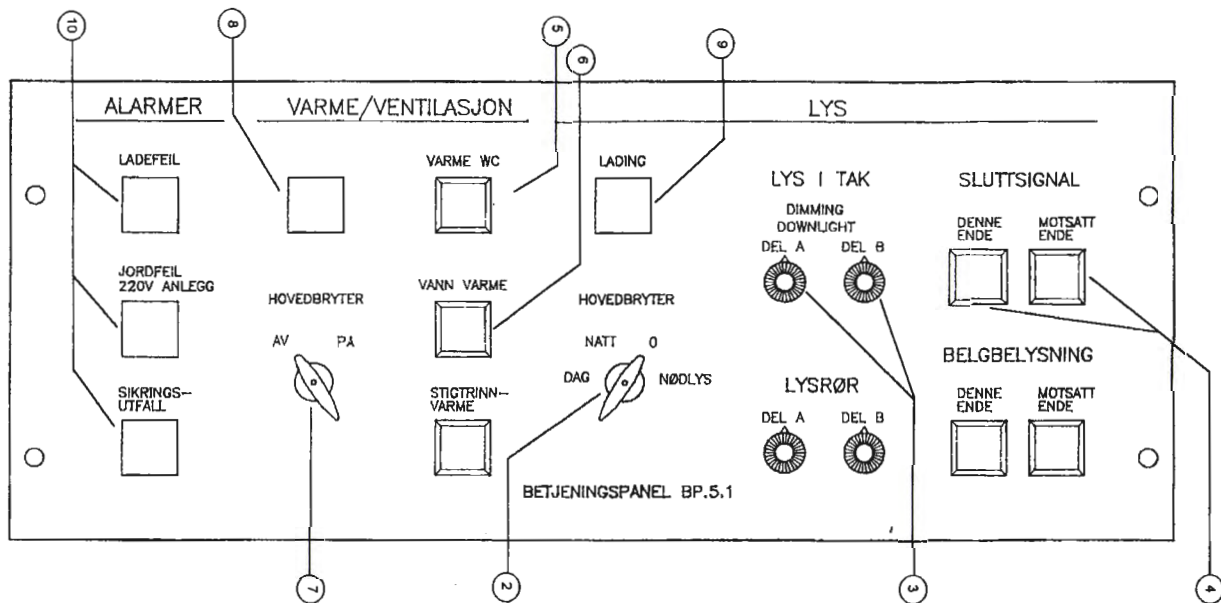 10
8
5
6
9
ALARMER
VARME/VENTILASJON
LYS
LADEFEIL
VARME WC
LADING
LYS I TAK
SLUTTSIGNAL
DIMMING
DOWNLIGHT
DEL A
DEL B
DENNE
ENDE
MOTSATT
ENDE
JORDFEIL
220V ANLEGG
HOVEDBRYTER
VANN VARME
HOVEDBRYTER
AV
PÅ
NATT
0
DAG
NØDLYS
BELGBELYSNING
SIKRINGS-
UTFALL
STIGTRINN-
VARME
LYSRØR
DEL A
DEL B
DENNE
ENDE
MOTSATT
ENDE
BETJENINGSPANEL BP.5.1
7
2
3
4